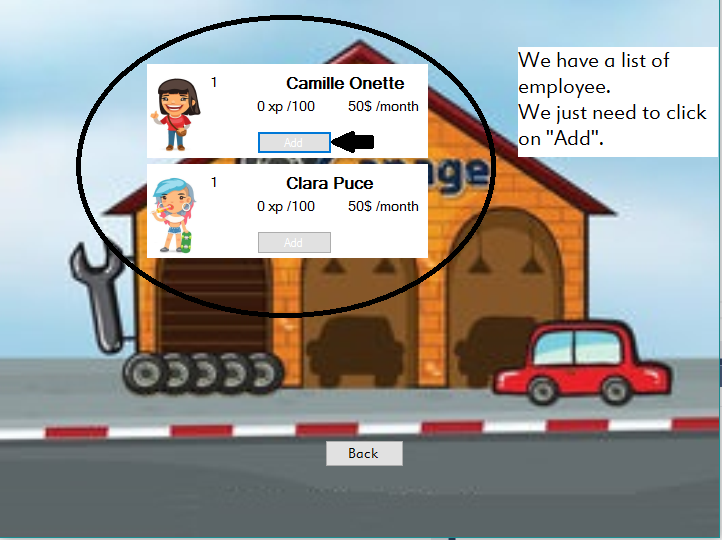 We have a list of
employee.
We just need to click
on "Add".
1 Camille Onette
0 xp /100 50$ /month
Add
1 Clara Puce
0 xp /100 50$ /month
Add
Back